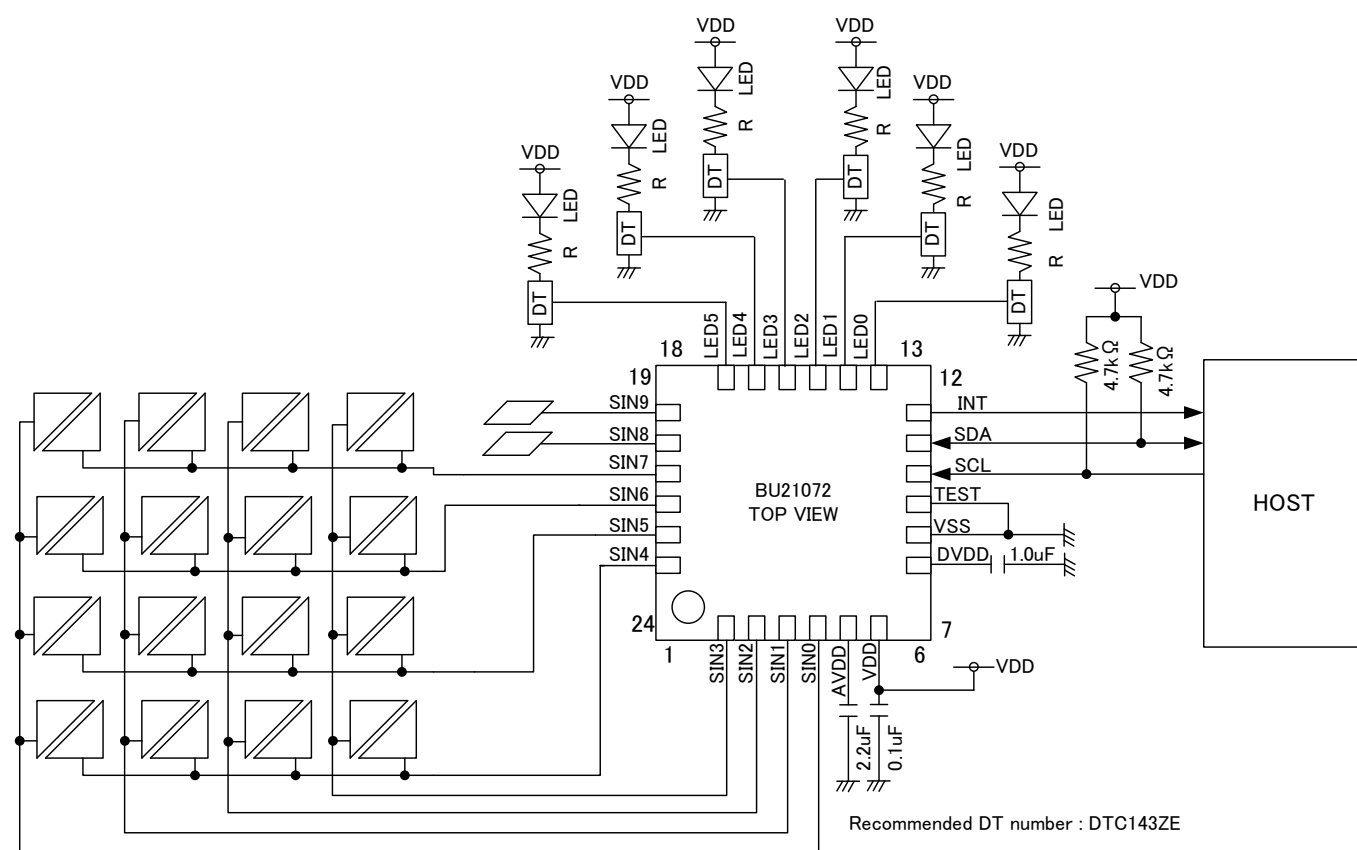 VDD
LED
R
DT
VDD
LED
R
DT
VDD
LED
R
DT
VDD
LED
R
DT
VDD
LED
R
DT
VDD
LED
R
DT
VDD
4.7k Ω
4.7k Ω
18
LED5
LED4
LED3
LED2
LED1
LED0
13
19
12
SIN9
SIN8
SIN7
SIN6
SIN5
SIN4
BU21072
TOP VIEW
INT
SDA
SCL
TEST
VSS
DVDD
1.0uF
HOST
24
7
1
SIN3
SIN2
SIN1
SIN0
AVDD
VDD
6
VDD
2.2uF
0.1uF
Recommended DT number : DTC143ZE